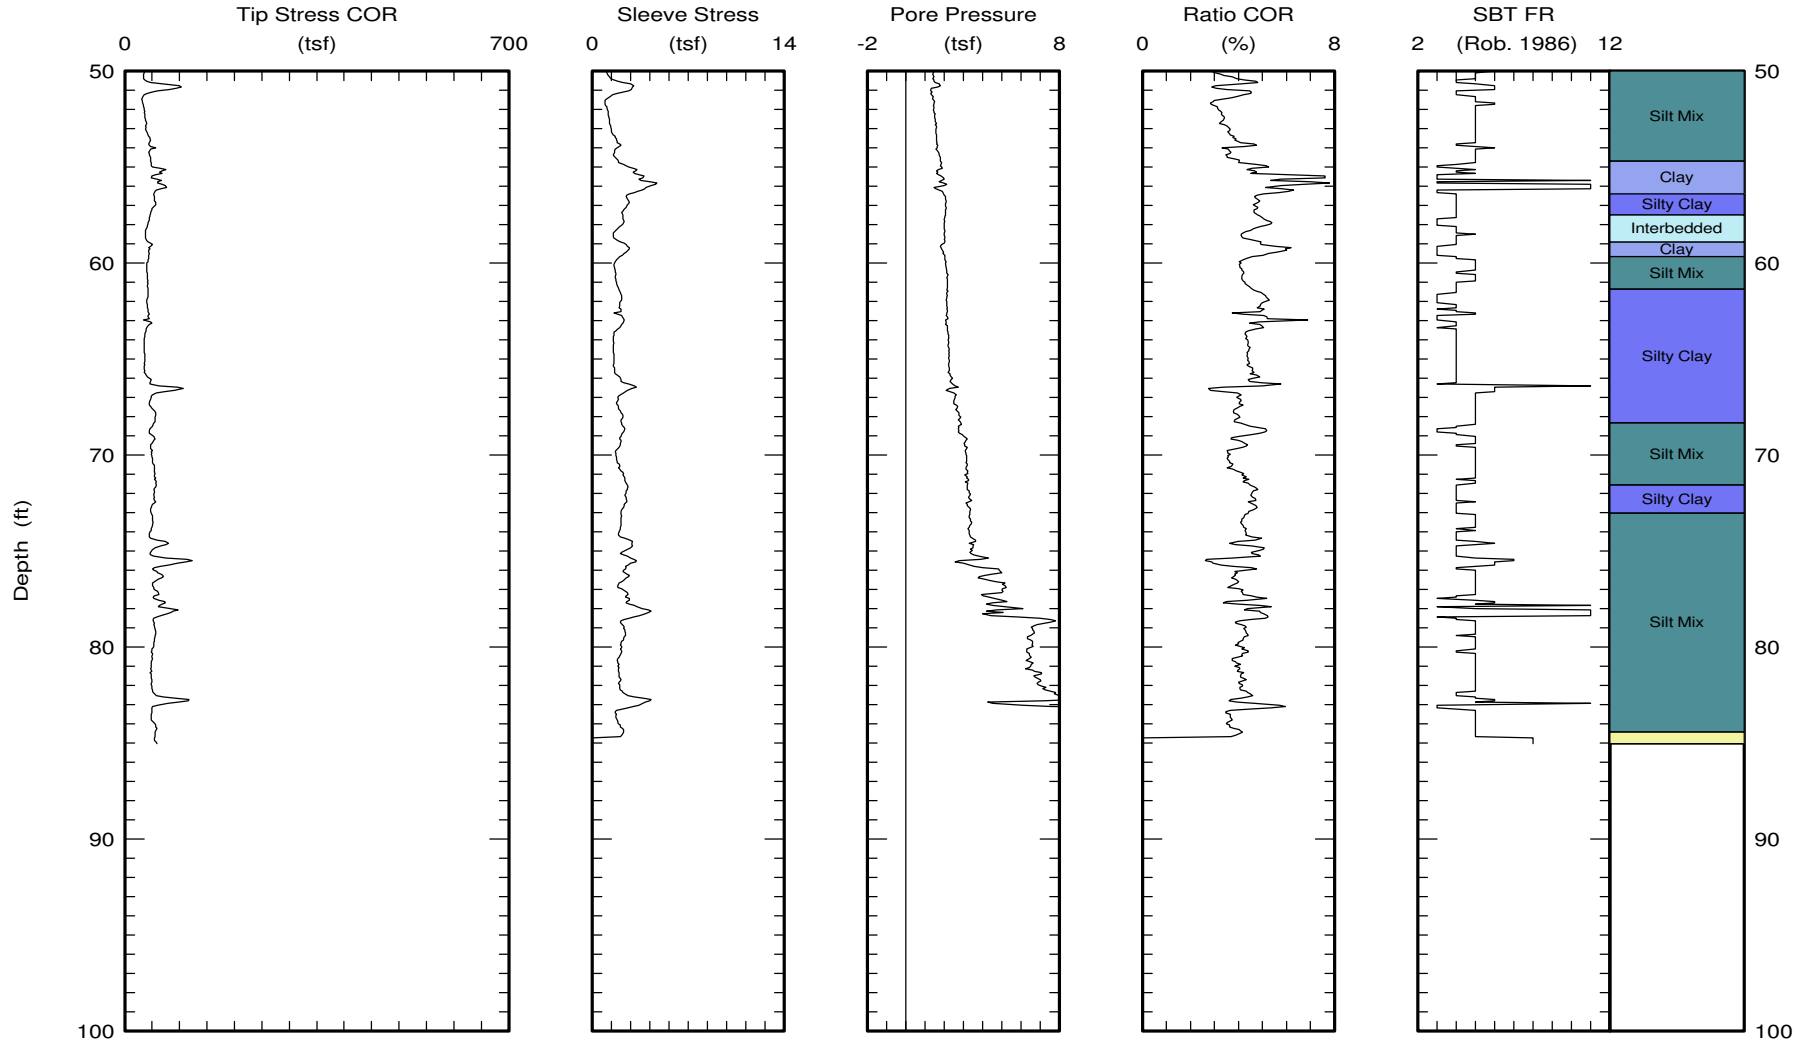 Tip Stress COR Sleeve Stress Pore Pressure Ratio COR SBT FR
0 (tsf) 700 0 (tsf) 14 -2 (tsf) 8 0 (%) 8 2 (Rob. 1986) 12
50 50
Silt Mix
Clay
Silty Clay
Interbedded
Clay
60 60
Silt Mix
Silty Clay
70 Silt Mix 70
Silty Clay
Depth (ft)
Silt Mix
80 80
90 90
100 100